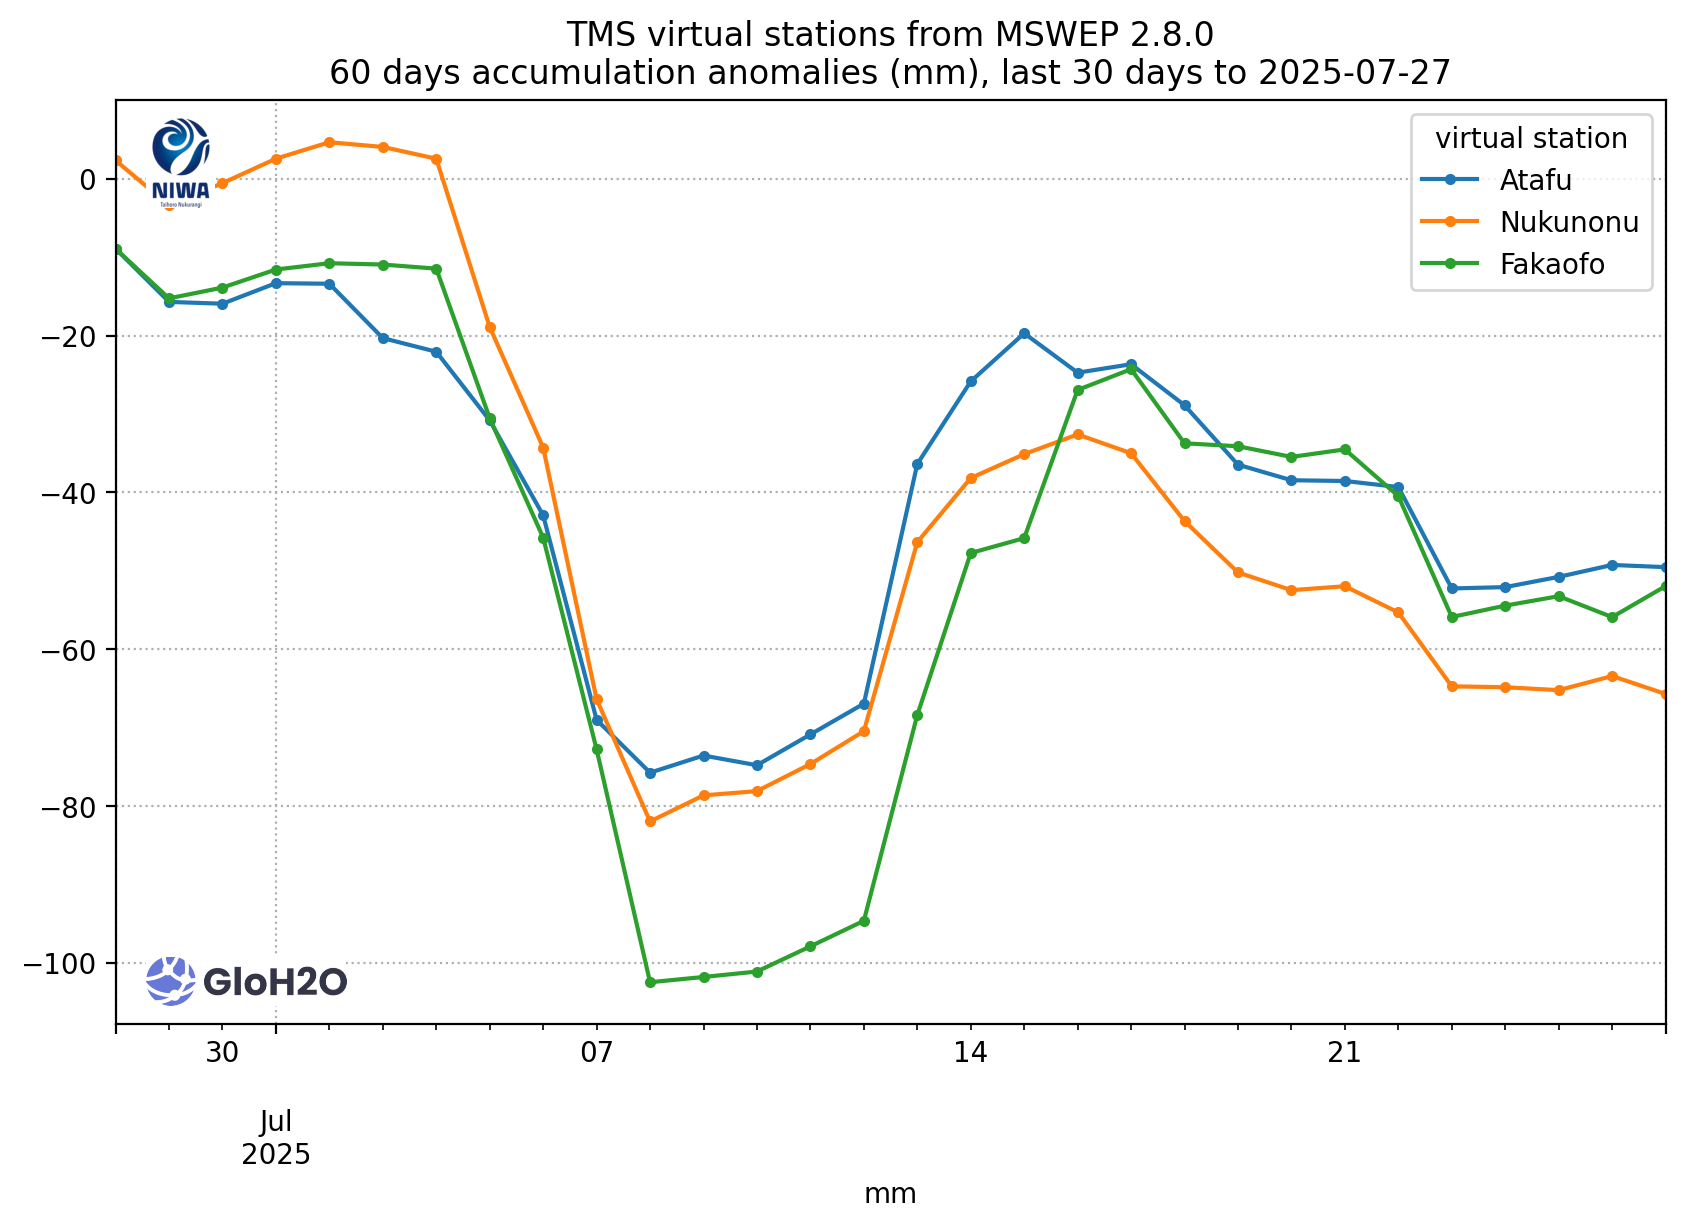 TMS virtual stations from MSWEP 2.8.0
60 days accumulation anomalies (mm), last 30 days to 2025-07-27
NIWA
Taihoro Nukurangi
virtual station
Atafu
Nukunonu
Fakaofo
0
−20
−40
−60
−80
−100
GloH2O
30
07
14
21
Jul
2025
mm